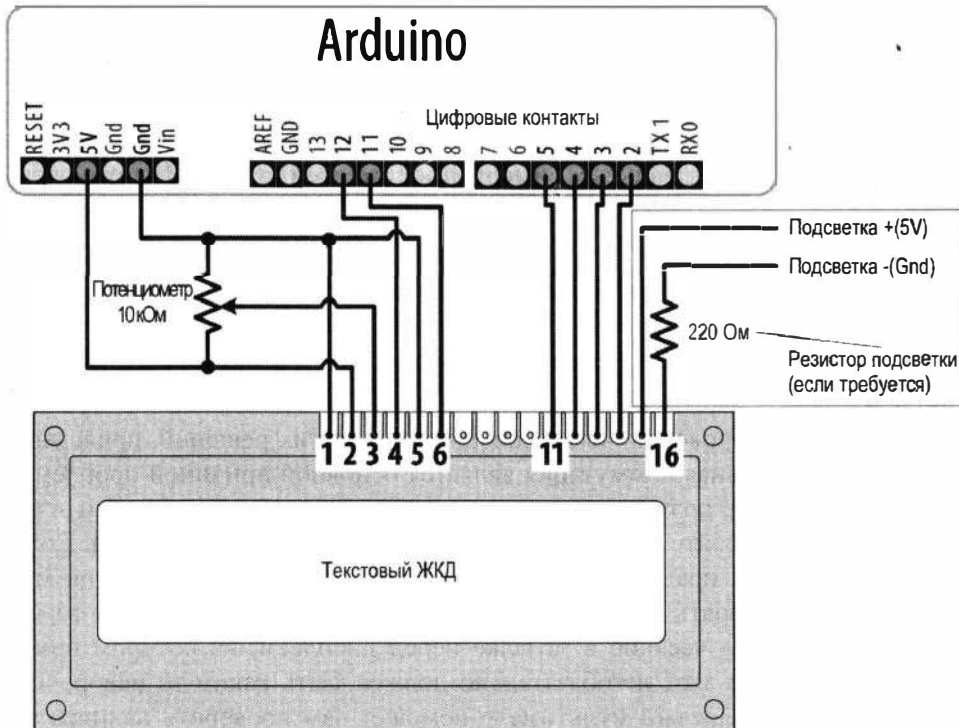 Arduino
Цифровые контакты
RESET
3V3
5V
Gnd
Gnd
Vin
AREF
GND
13
12
11
10
9
8
7
6
5
4
3
2
TX 1
RX0
Подсветка +(5V)
Подсветка -(Gnd)
Потенциометр
10 кОм
220 Ом
Резистор подсветки
(если требуется)
1 2 3 4 5 6 11 16
Текстовый ЖКД